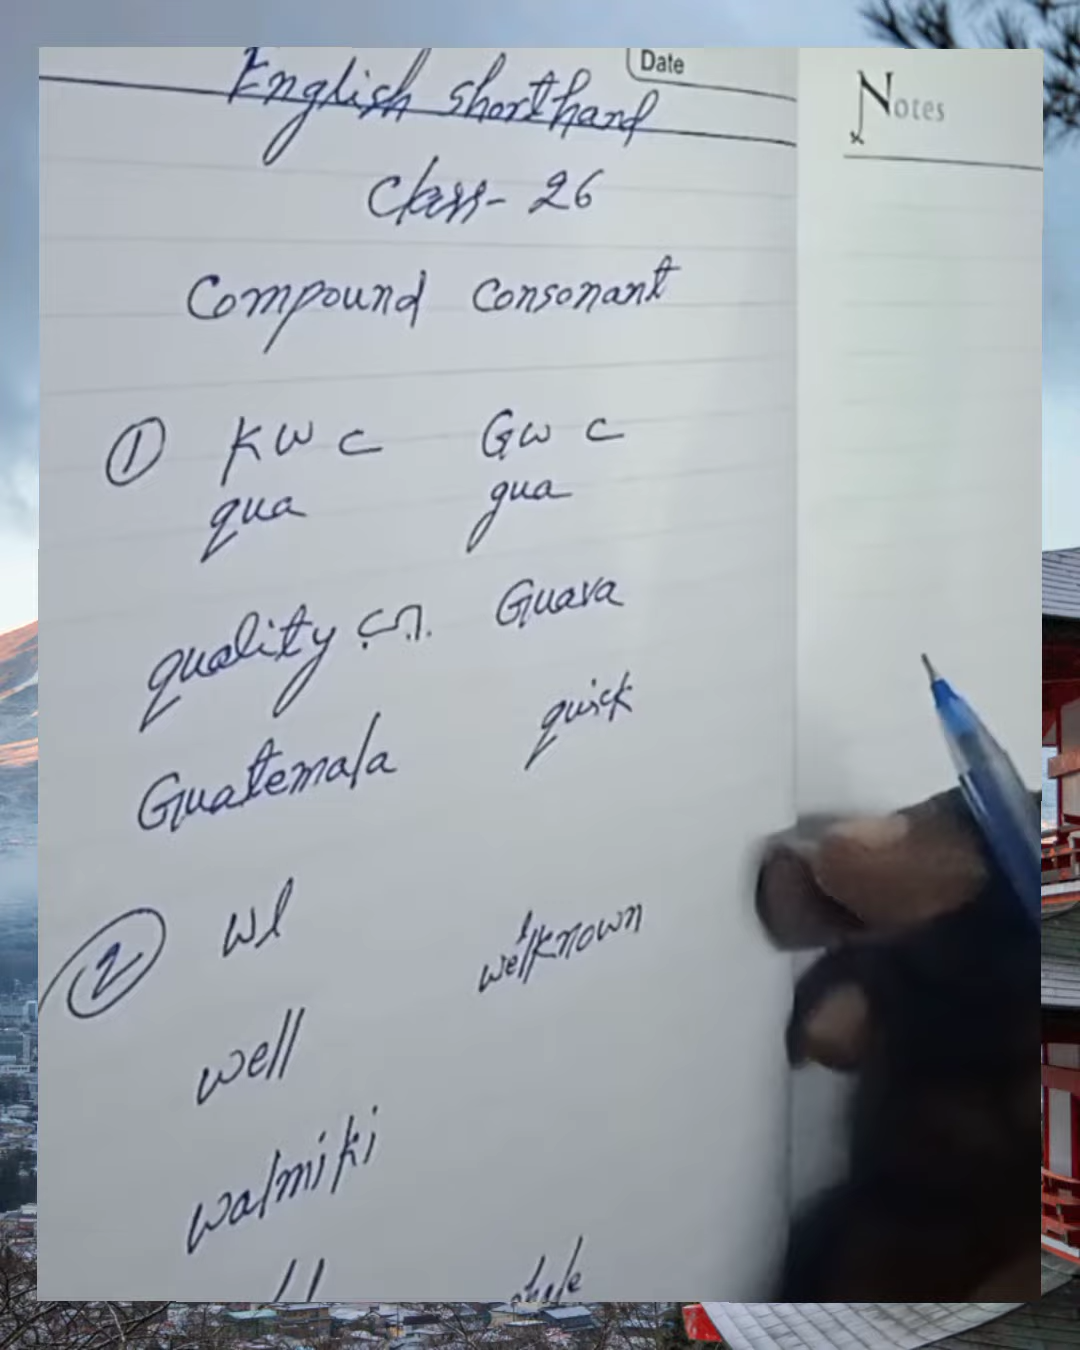 Date
Notes
English shorthand
Class- 26
Compound Consonant
① KW Gw
qua gua
quality Guava
Guatemala quick
② wl wellknown
well
walmiki